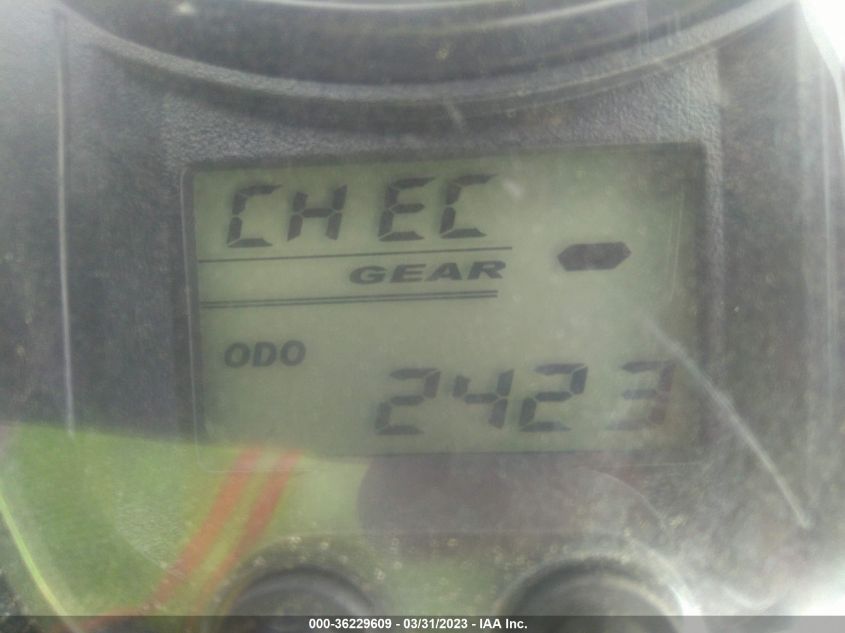 CHEC
GEAR -
ODO
2423
000-36229609 - 03/31/2023 - IAA Inc.